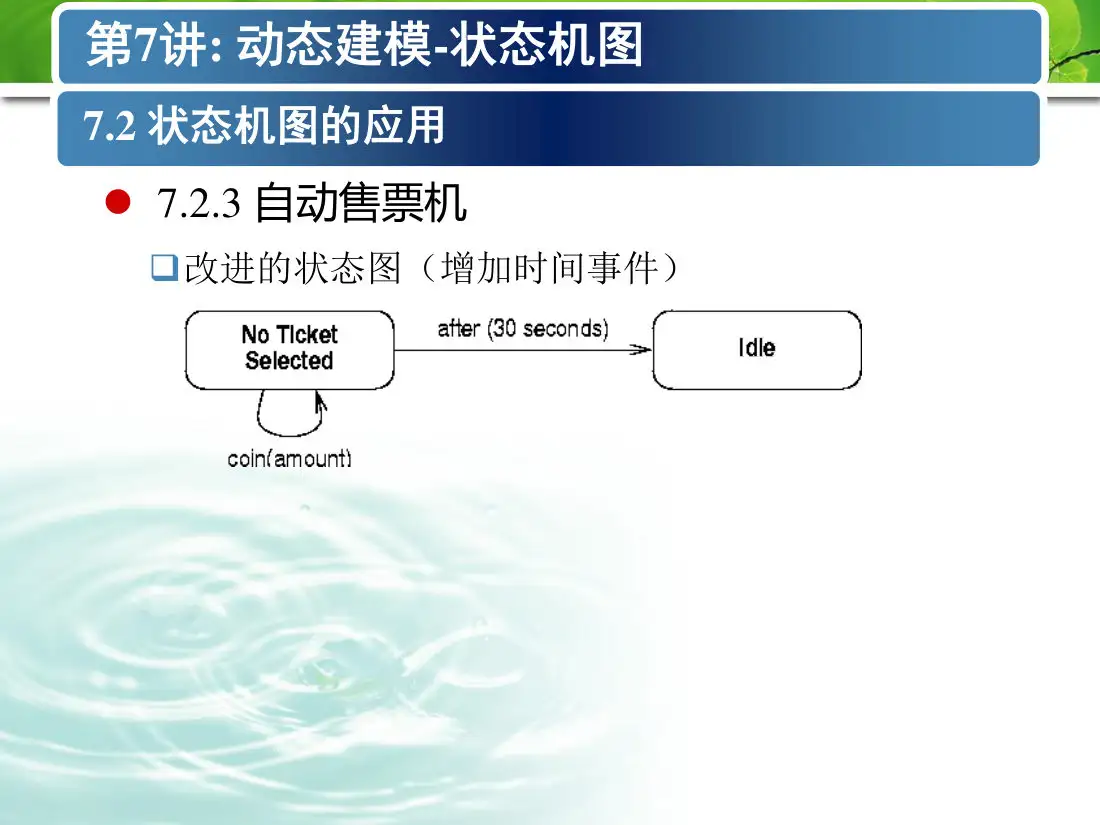 第7讲: 动态建模-状态机图
7.2 状态机图的应用
7.2.3 自动售票机
改进的状态图（增加时间事件）
No Ticket
Selected
after (30 seconds)
Idle
coin(amount)